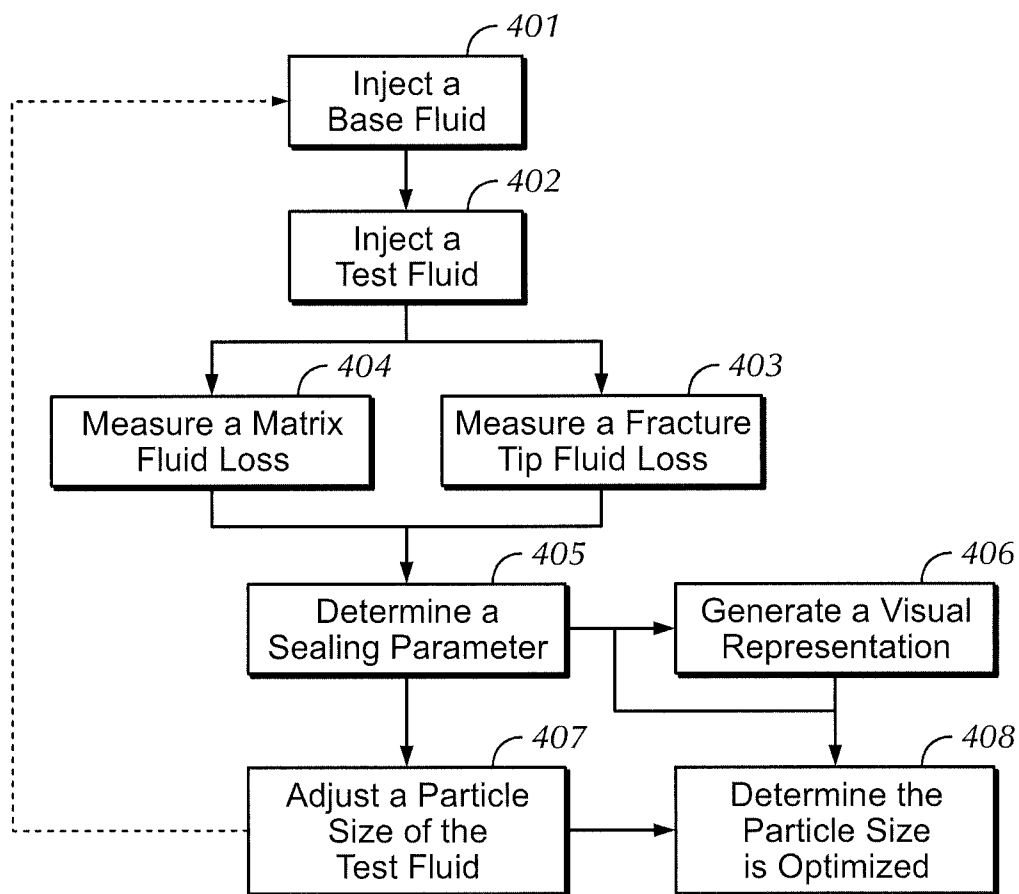 401
Inject a
Base Fluid
402
Inject a
Test Fluid
404
Measure a Matrix
Fluid Loss
403
Measure a Fracture
Tip Fluid Loss
405
Determine a
Sealing Parameter
406
Generate a Visual
Representation
407
Adjust a Particle
Size of the
Test Fluid
408
Determine the
Particle Size
is Optimized